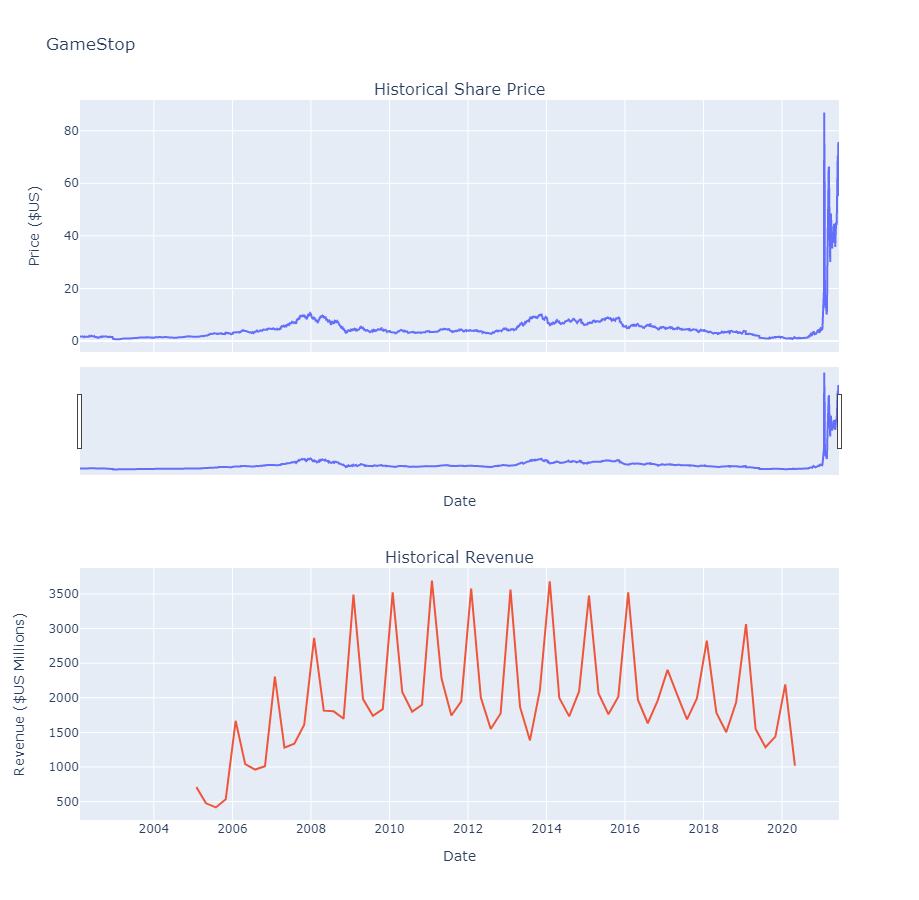 GameStop
Historical Share Price
Price ($US)
80
60
40
20
0
Date
Historical Revenue
Revenue ($US Millions)
3500
3000
2500
2000
1500
1000
500
2004 2006 2008 2010 2012 2014 2016 2018 2020
Date